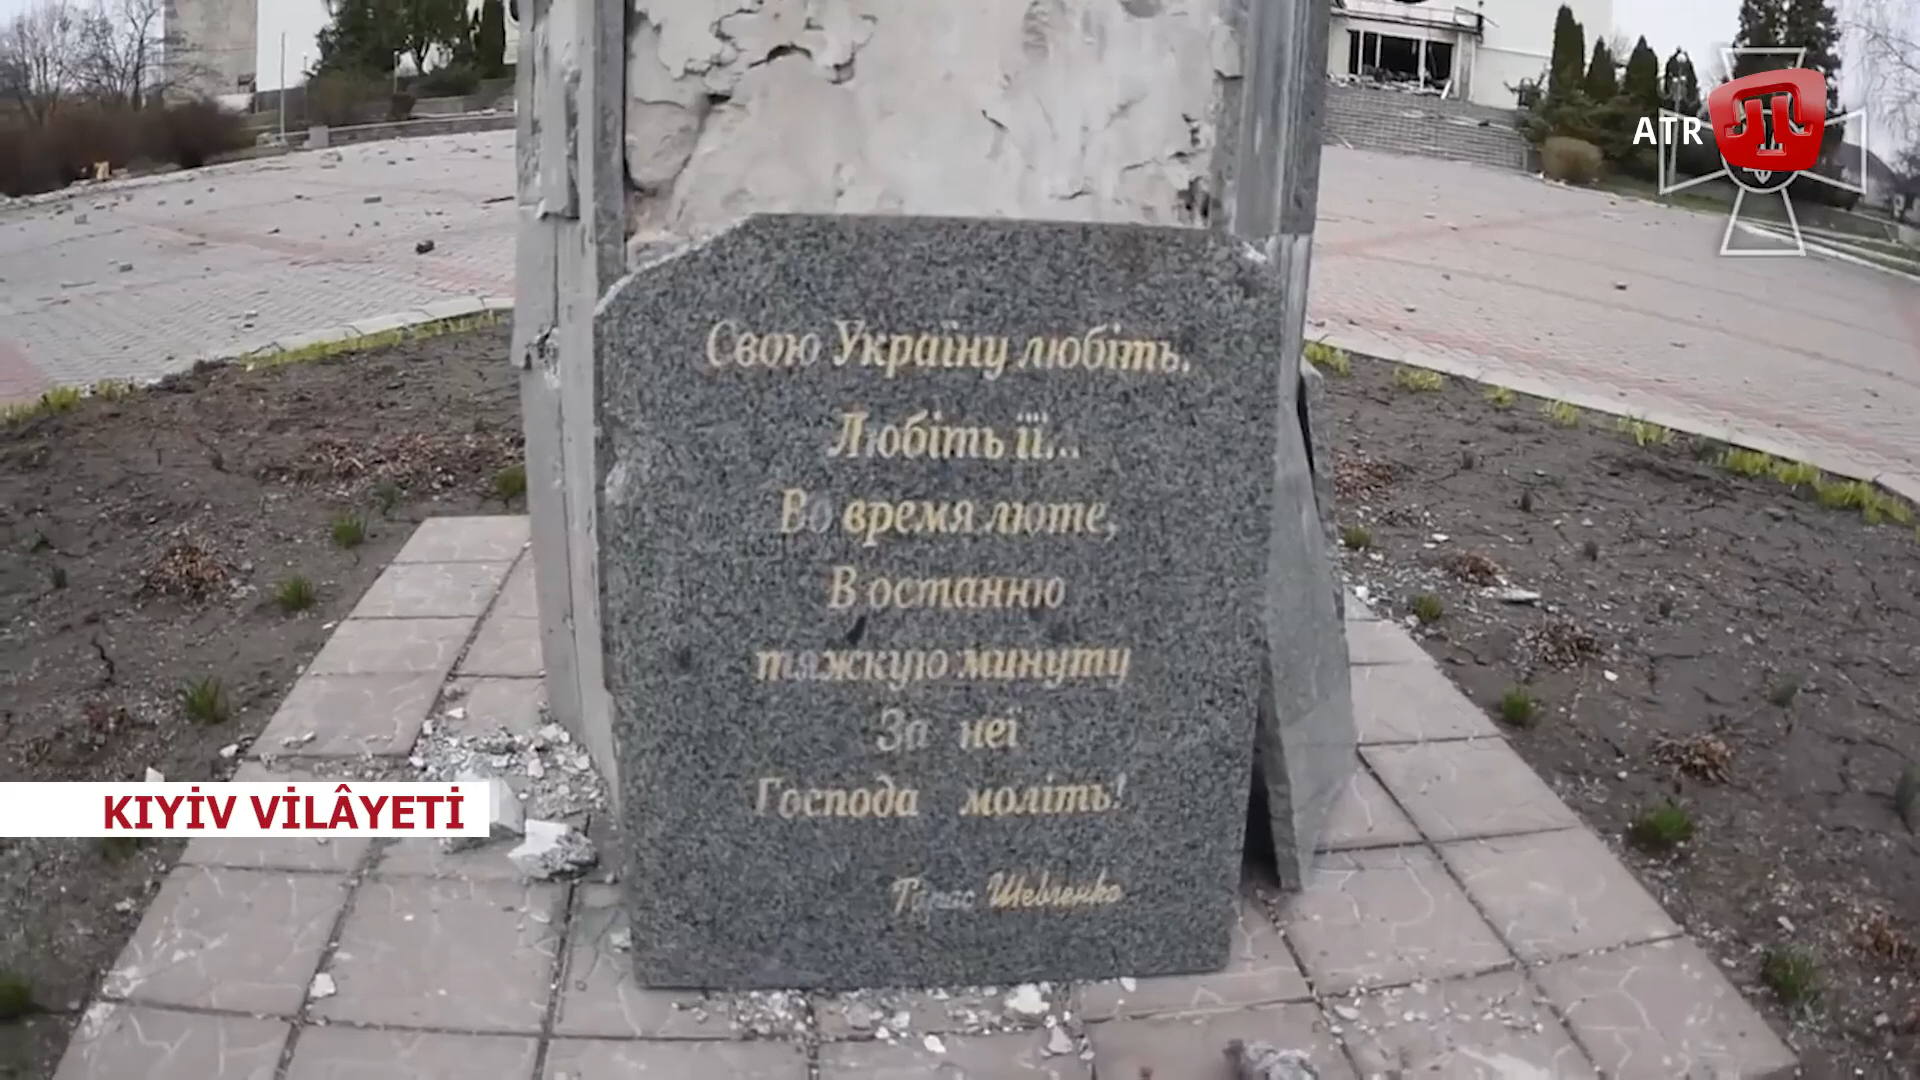 ATR
Свою Україну любіть.
Любіть її...
Во время люте,
В останню
тяжкую минуту
За неї
Господа моліть!
Тарас Шевченко
KIYİV VİLÂYETİ